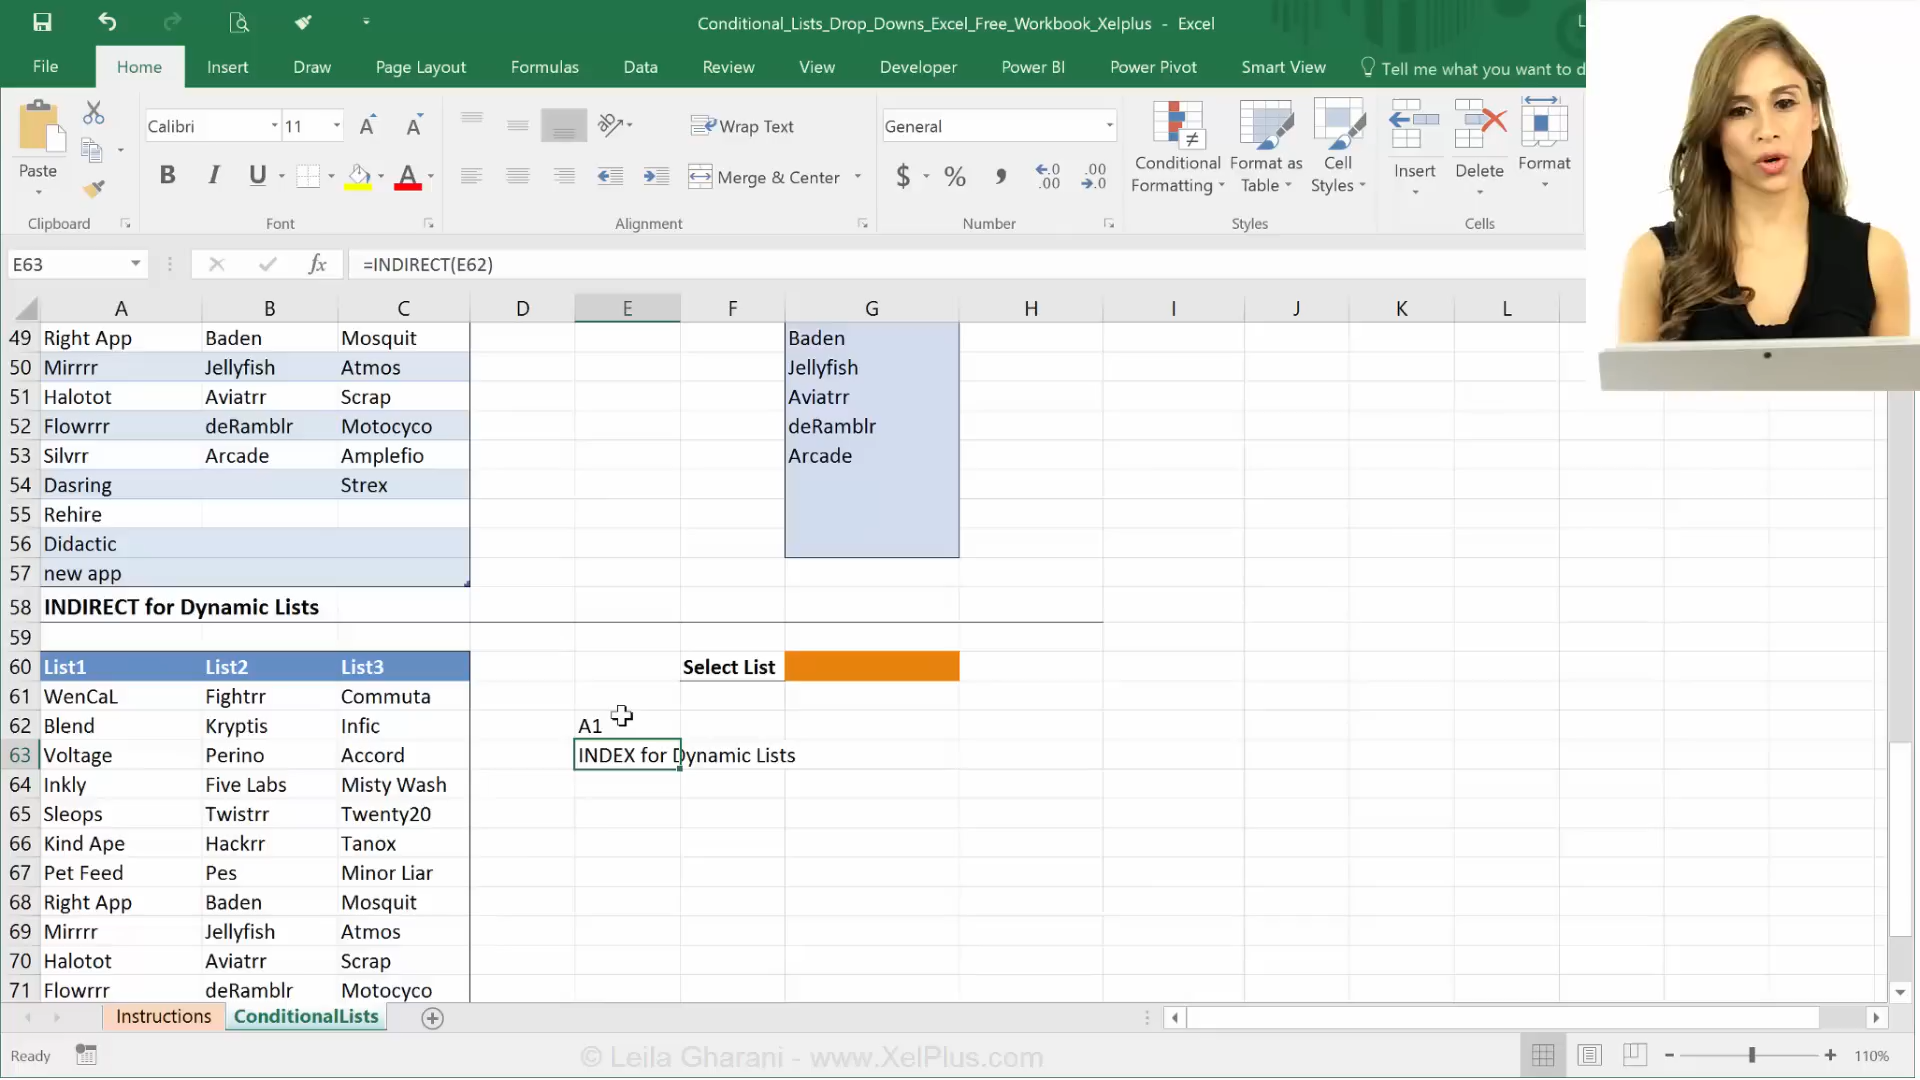 Conditional_Lists_Drop_Downs_Excel_Free_Workbook_Xelplus - Excel
File Home Insert Draw Page Layout Formulas Data Review View Developer Power BI Power Pivot Smart View Tell me what you want to d
Calibri 11 Wrap Text General
Paste B I U Merge & Center $ % Conditional Formatting Format as Table Cell Styles Insert Delete Format
Clipboard Font Alignment Number Styles Cells
E63 fx =INDIRECT(E62)
A B C D E F G H I J K L
49 Right App Baden Mosquit Baden
50 Mirrrr Jellyfish Atmos Jellyfish
51 Halotot Aviatrr Scrap Aviatrr
52 Flowrrr deRamblr Motocyco deRamblr
53 Silvrr Arcade Amplefio Arcade
54 Dasring Strex
55 Rehire
56 Didactic
57 new app
58 INDIRECT for Dynamic Lists
59
60 List1 List2 List3 Select List
61 WenCaL Fightrr Commuta
62 Blend Kryptis Infic A1
63 Voltage Perino Accord INDEX for Dynamic Lists
64 Inkly Five Labs Misty Wash
65 Sleops Twistrr Twenty20
66 Kind Ape Hackrr Tanox
67 Pet Feed Pes Minor Liar
68 Right App Baden Mosquit
69 Mirrrr Jellyfish Atmos
70 Halotot Aviatrr Scrap
71 Flowrrr deRamblr Motocyco
Instructions ConditionalLists
Ready © Leila Gharani - www.XelPlus.com 110%